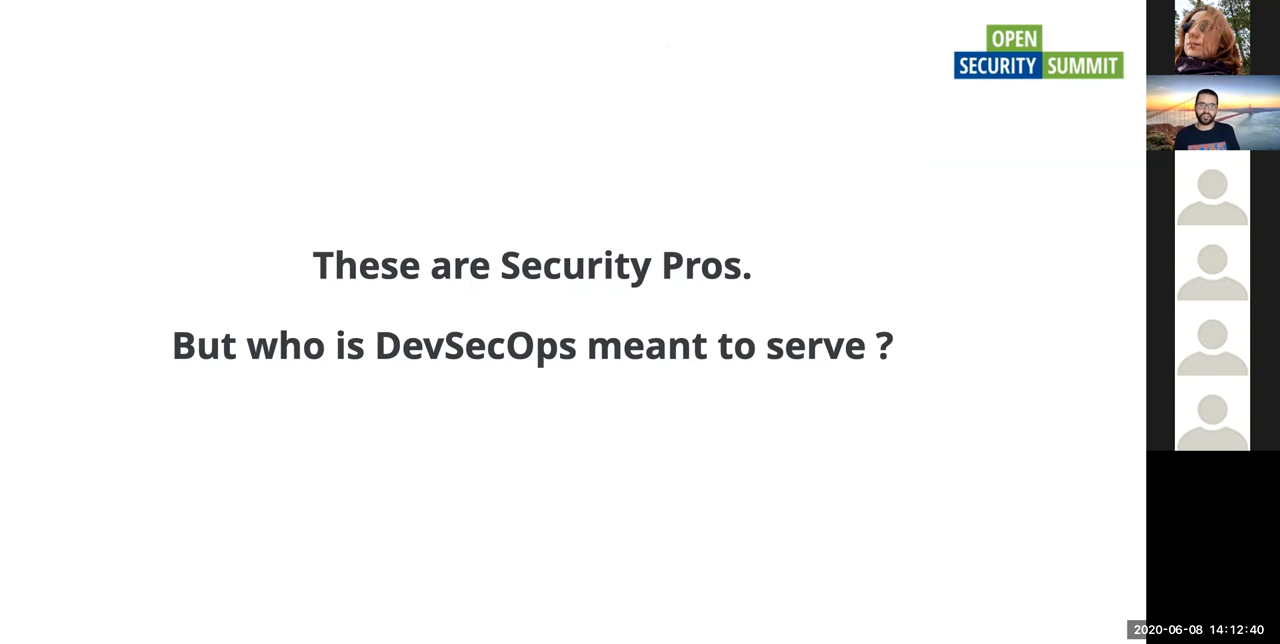 OPEN
SECURITY SUMMIT
These are Security Pros.
But who is DevSecOps meant to serve ?
2020-06-08 14:12:40